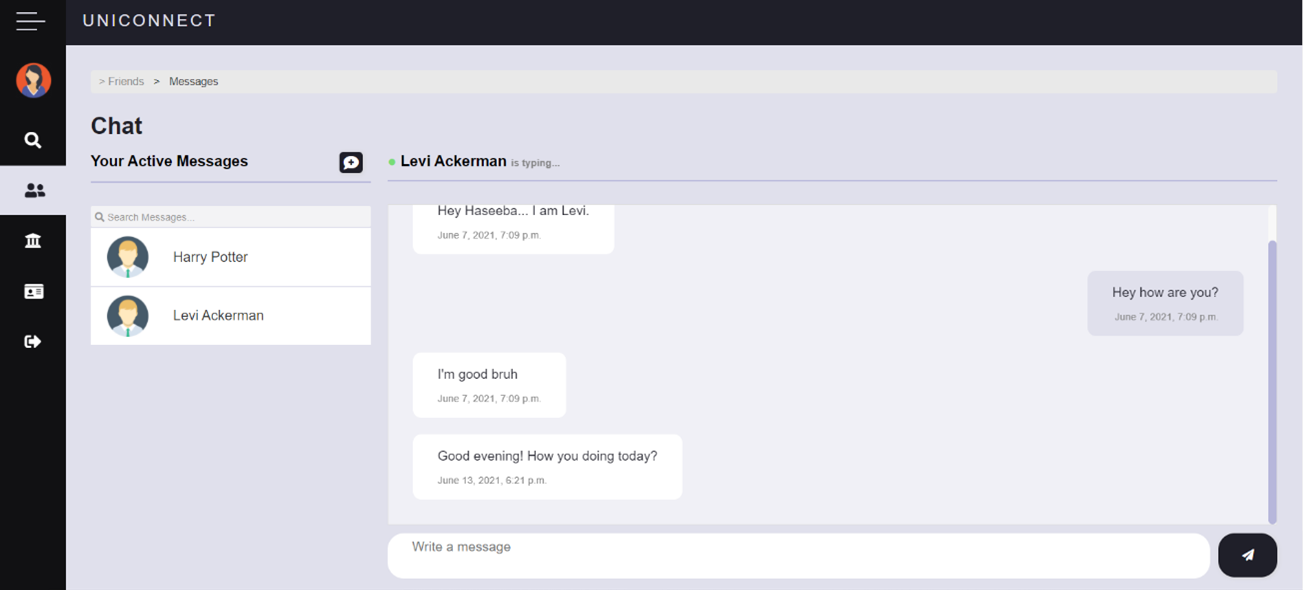 UNICONNECT
> Friends > Messages
Chat
Your Active Messages
Search Messages...
Harry Potter
Levi Ackerman
Levi Ackerman is typing...
Hey Haseeba... I am Levi.
June 7, 2021, 7:09 p.m.
Hey how are you?
June 7, 2021, 7:09 p.m.
I'm good bruh
June 7, 2021, 7:09 p.m.
Good evening! How you doing today?
June 13, 2021, 6:21 p.m.
Write a message